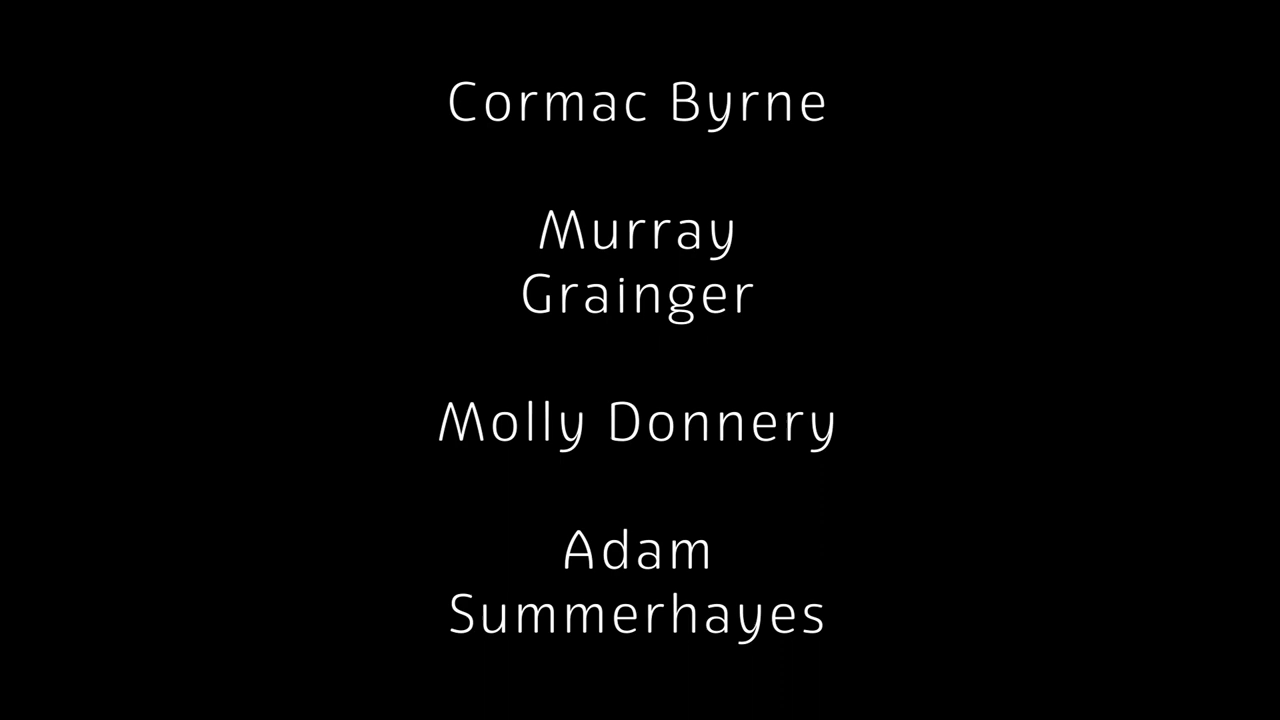 Cormac Byrne
Murray
Grainger
Molly Donnery
Adam
Summerhayes